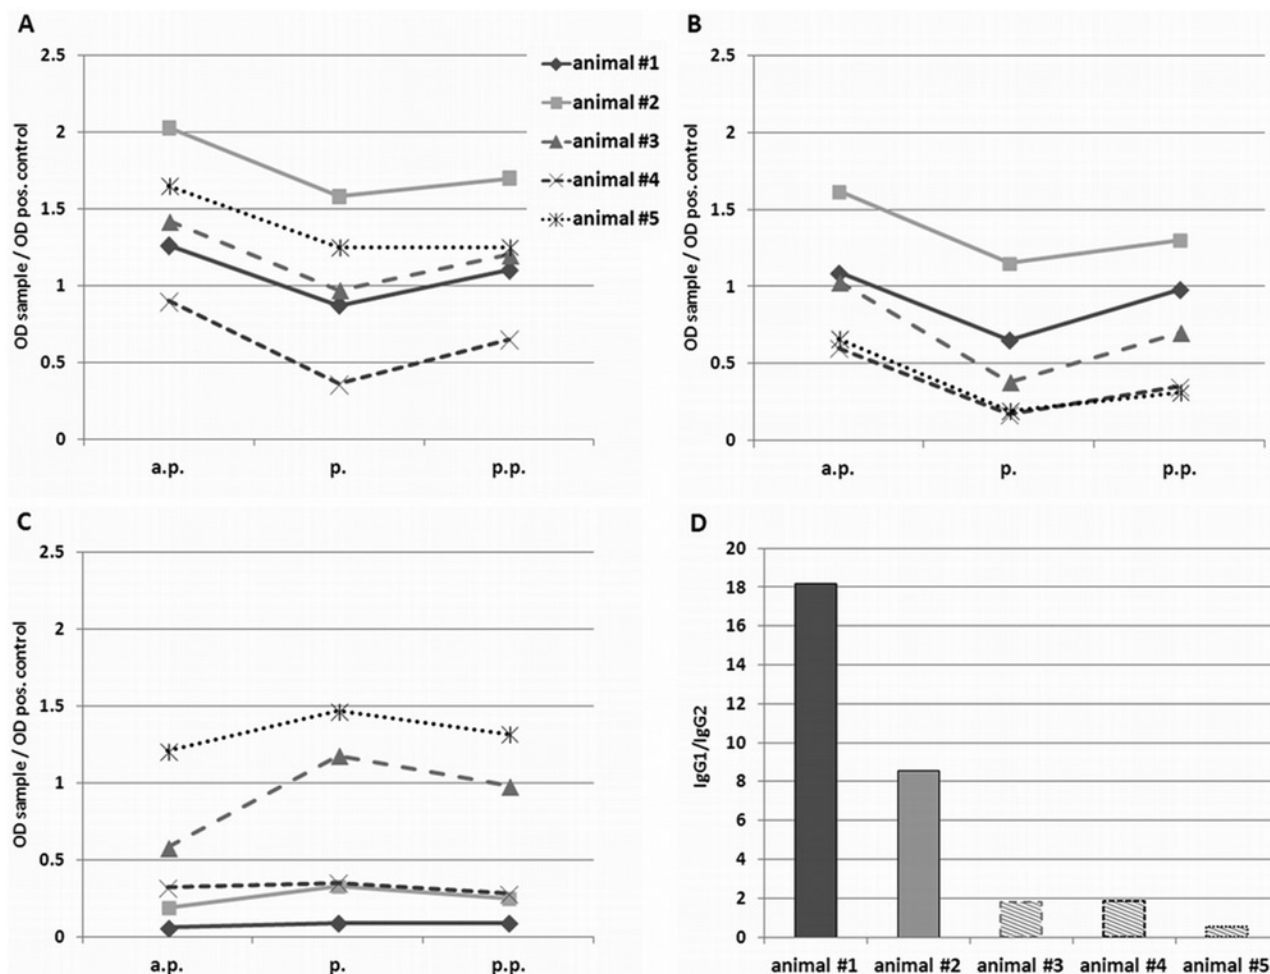 A
OD sample / OD pos. control
2.5
2
1.5
1
0.5
0
a.p. p. p.p.
animal #1
animal #2
animal #3
animal #4
animal #5
B
OD sample / OD pos. control
2.5
2
1.5
1
0.5
0
a.p. p. p.p.
C
OD sample / OD pos. control
2.5
2
1.5
1
0.5
0
a.p. p. p.p.
D
IgG1/IgG2
20
18
16
14
12
10
8
6
4
2
0
animal #1 animal #2 animal #3 animal #4 animal #5